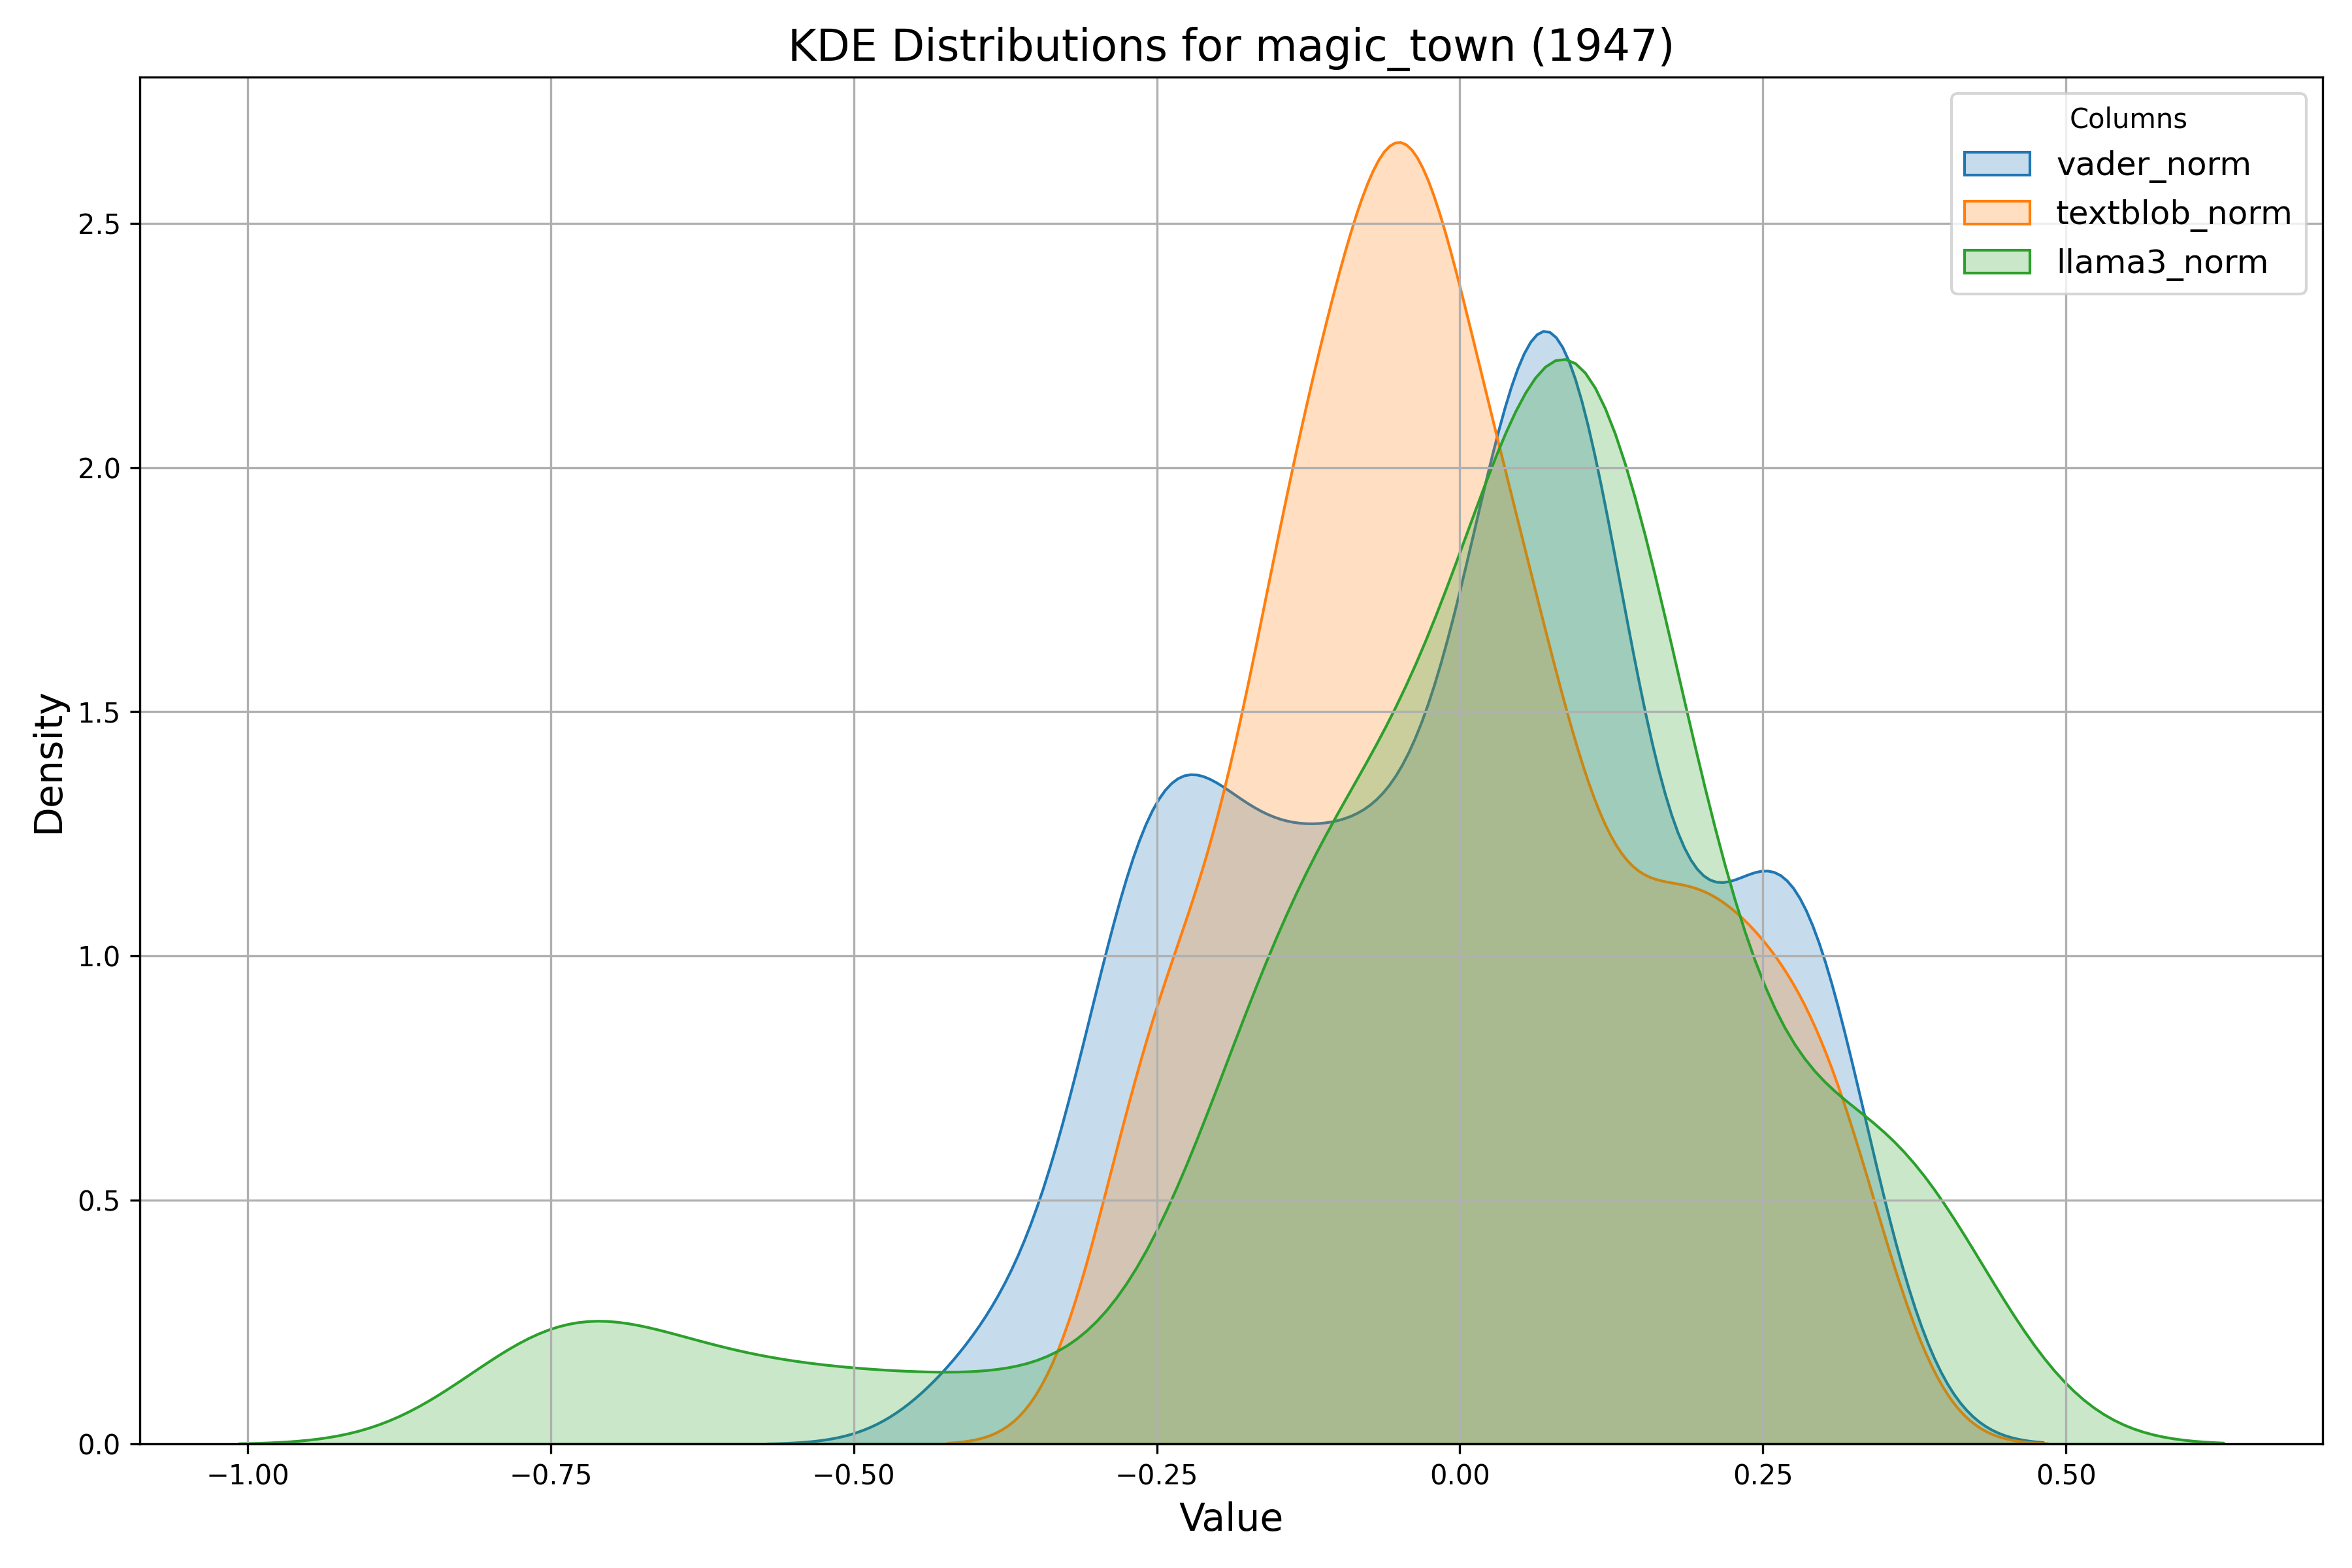 KDE Distributions for magic_town (1947)
Columns
vader_norm
textblob_norm
llama3_norm
Density
2.5
2.0
1.5
1.0
0.5
0.0
−1.00 −0.75 −0.50 −0.25 0.00 0.25 0.50
Value